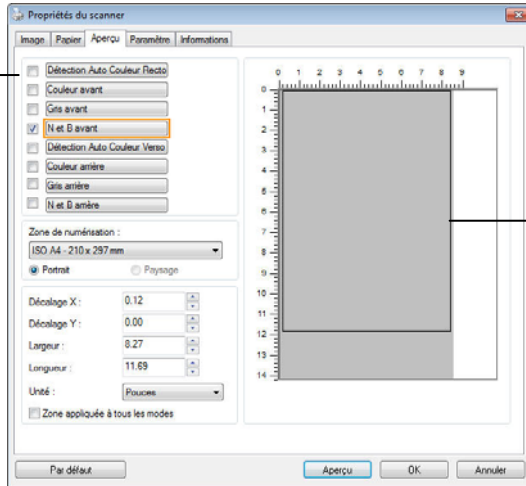 Propriétés du scanner
Image Papier Aperçu Paramètre Informations
Détection Auto Couleur Recto
Couleur avant
Gris avant
N et B avant
Détection Auto Couleur Verso
Couleur arrière
Gris arrière
N et B arrière
Zone de numérisation :
ISO A4 - 210 x 297 mm
Portrait Paysage
Décalage X : 0.12
Décalage Y : 0.00
Largeur : 8.27
Longueur : 11.69
Unité : Pouces
Zone appliquée à tous les modes
0 1 2 3 4 5 6 7 8 9
0
1
2
3
4
5
6
7
8
9
10
11
12
13
14
Par défaut Aperçu OK Annuler